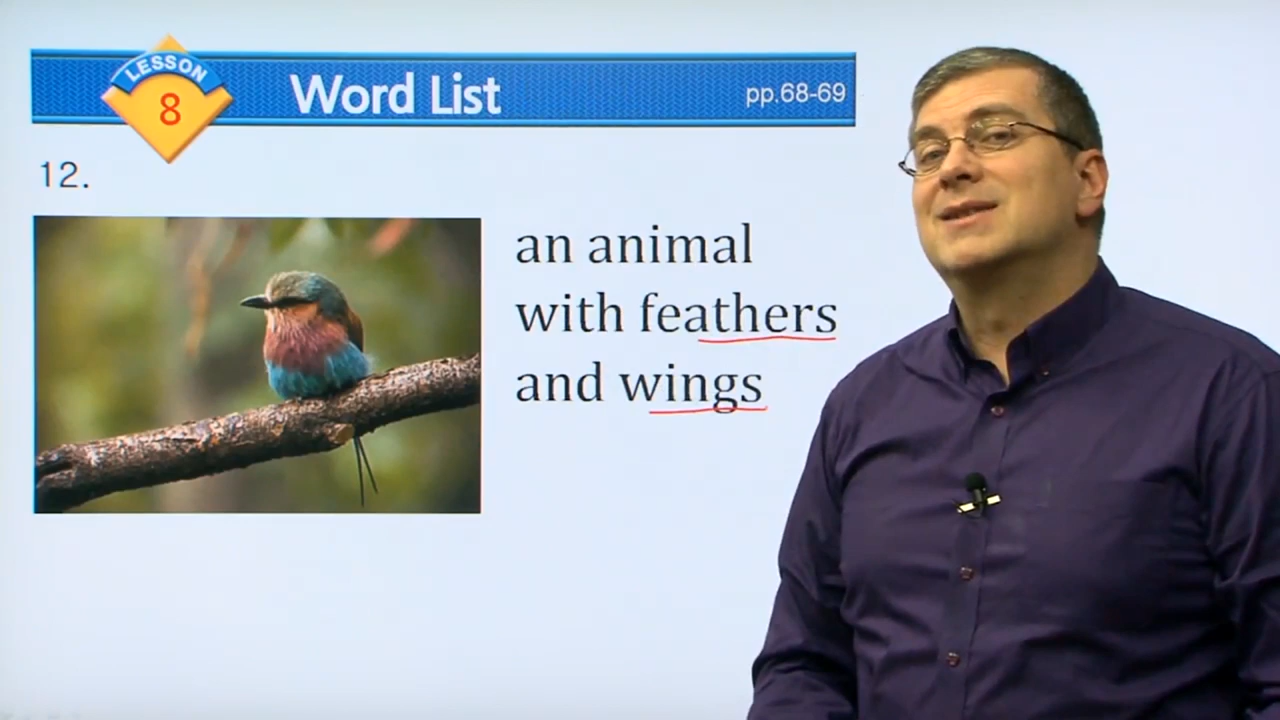 LESSON
8
Word List
pp.68-69
12.
an animal
with feathers
and wings